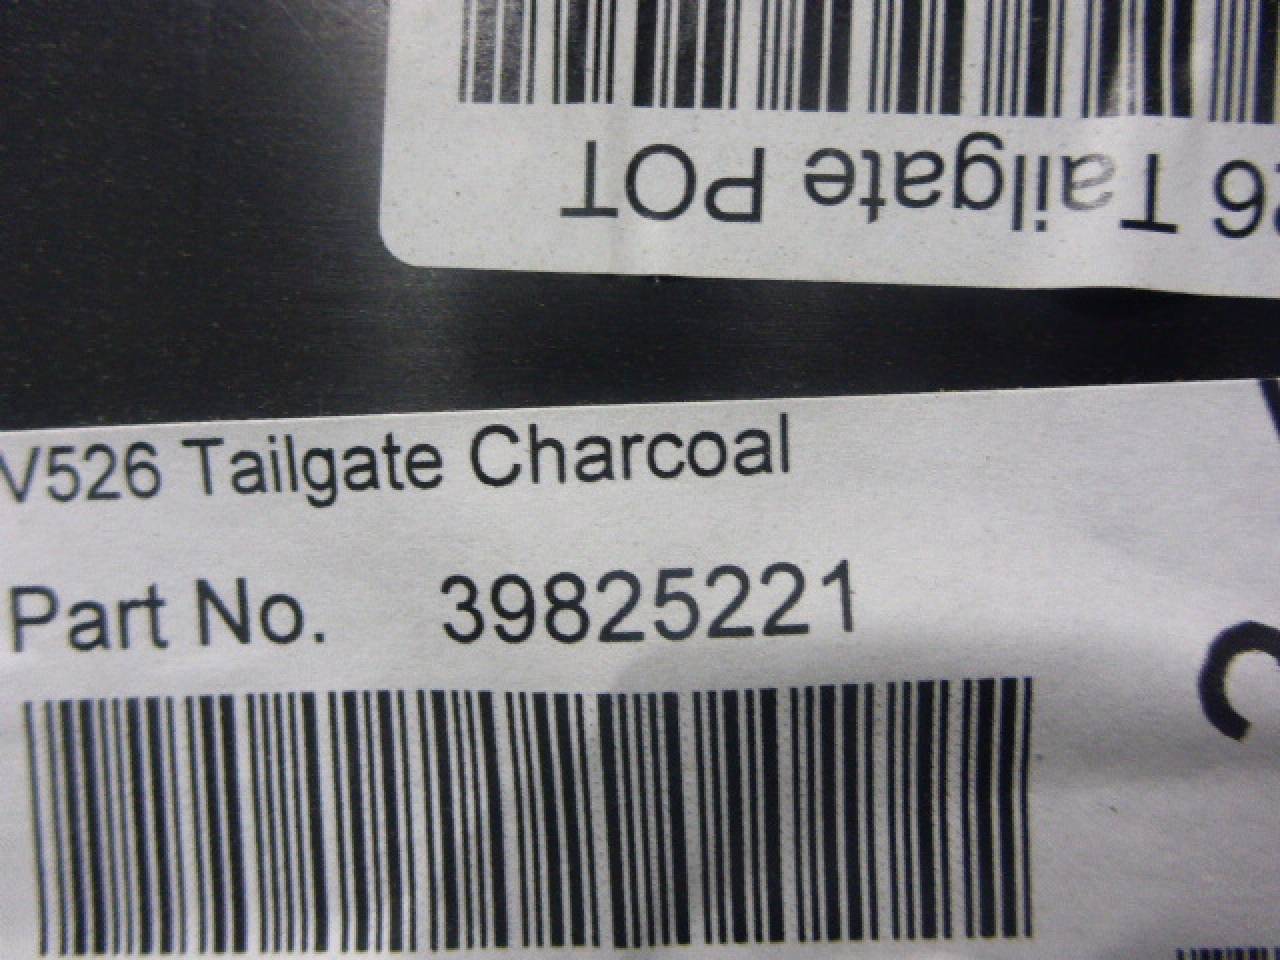 26 Tailgate POT
V526 Tailgate Charcoal
Part No. 39825221
C